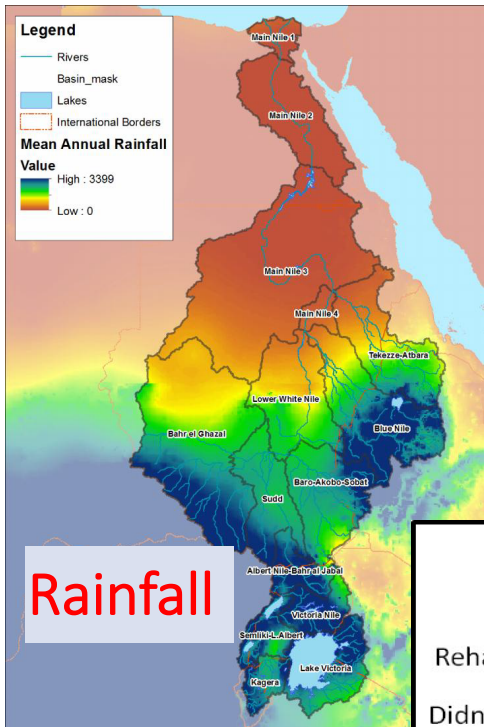 Legend
Rivers
Basin_mask
Lakes
International Borders
Mean Annual Rainfall
Value
High : 3399
Low : 0
Main Nile 1
Main Nile 2
Main Nile 3
Main Nile 4
Tekezze-Atbara
Lower White Nile
Blue Nile
Bahr el Ghazal
Baro-Akobo-Sobat
Sudd
Albert Nile-Bahr al Jabal
Rainfall
Victoria Nile
Semliki-L.Albert
Lake Victoria
Kagera
Reha
Didn